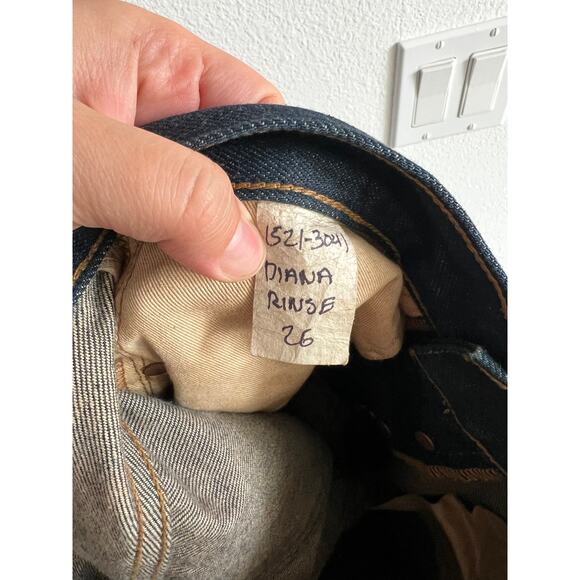 (521-304)
DIANA
RINSE
26